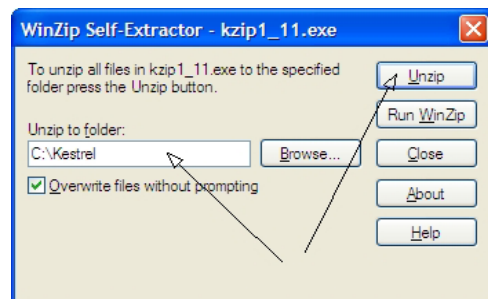 WinZip Self-Extractor - kzip1_11.exe
To unzip all files in kzip1_11.exe to the specified
folder press the Unzip button.
Unzip to folder:
C:\Kestrel
Browse...
Overwrite files without prompting
Unzip
Run WinZip
Close
About
Help